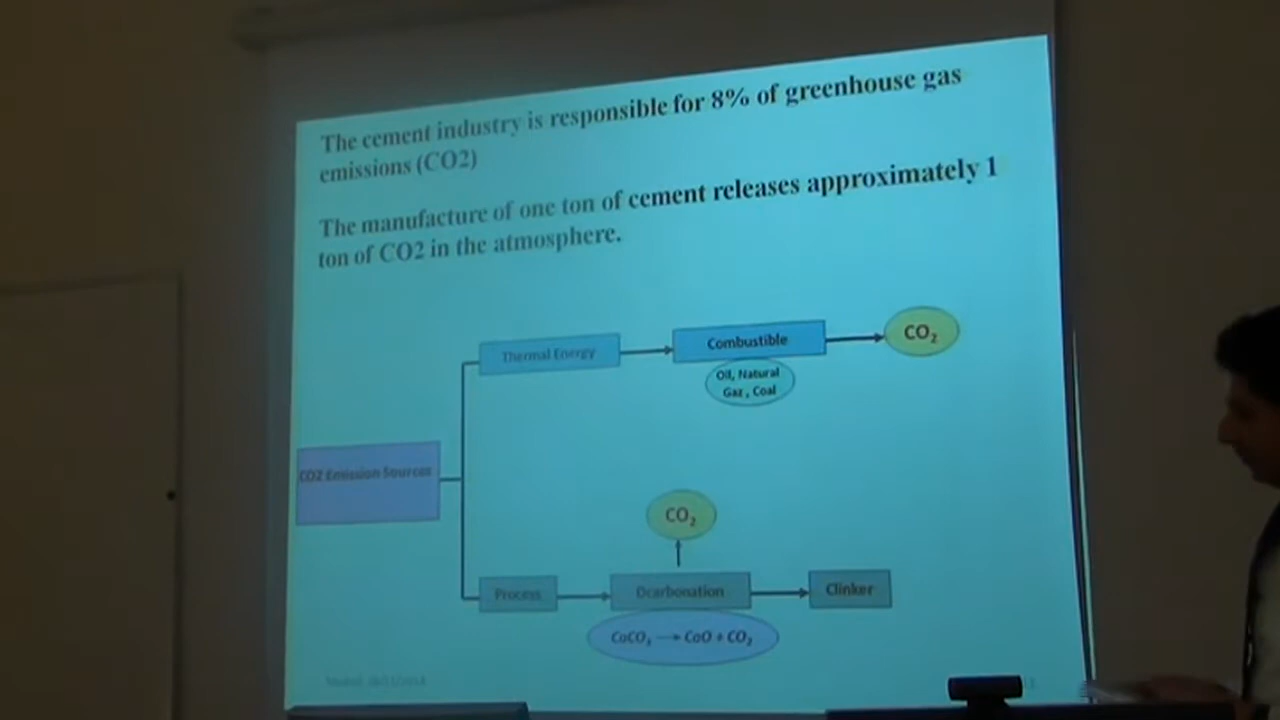 The cement industry is responsible for 8% of greenhouse gas
emissions (CO2)
The manufacture of one ton of cement releases approximately 1
ton of CO2 in the atmosphere.
Thermal Energy
Combustible
CO₂
Oil, Natural
Gaz , Coal
CO2 Emission Sources
CO₂
Process
Dcarbonation
Clinker
CaCO₃ → CaO + CO₂